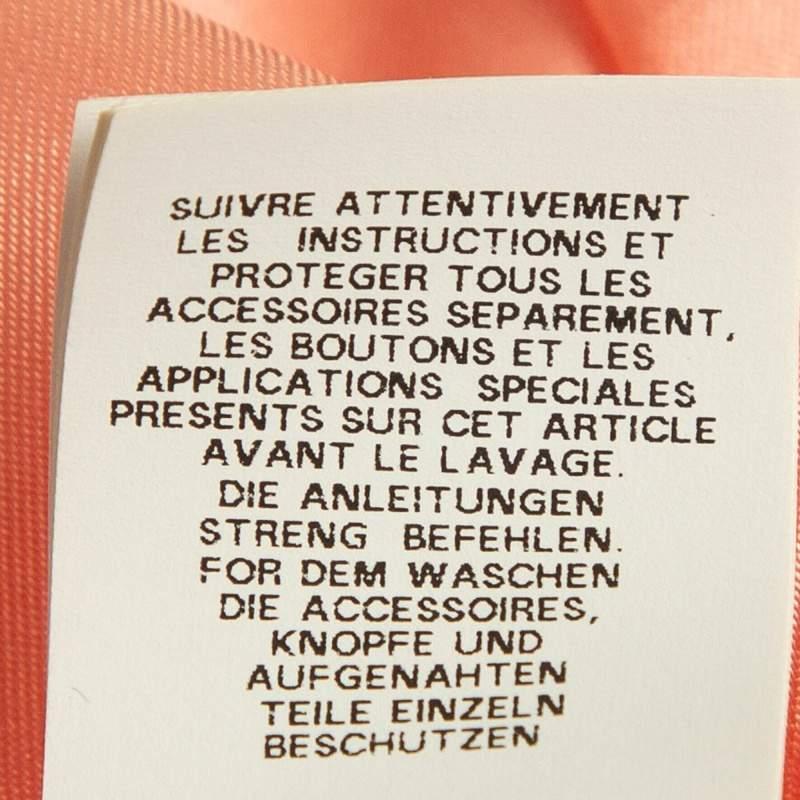 SUIVRE ATTENTIVEMENT
LES INSTRUCTIONS ET
PROTEGER TOUS LES
ACCESSOIRES SEPAREMENT,
LES BOUTONS ET LES
APPLICATIONS SPECIALES
PRESENTS SUR CET ARTICLE
AVANT LE LAVAGE.
DIE ANLEITUNGEN
STRENG BEFEHLEN.
FOR DEM WASCHEN
DIE ACCESSOIRES,
KNOPFE UND
AUFGENAHTEN
TEILE EINZELN
BESCHUTZEN